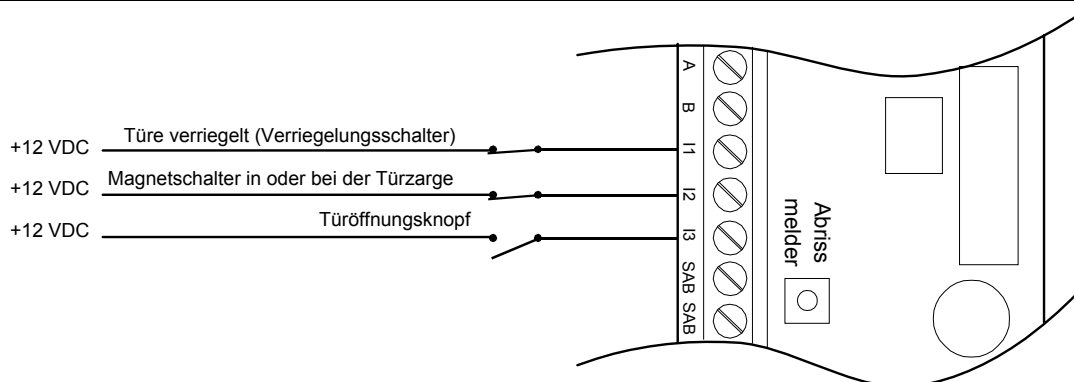 A
B
+12 VDC Türe verriegelt (Verriegelungsschalter) I1
+12 VDC Magnetschalter in oder bei der Türzarge I2
+12 VDC Türöffnungsknopf I3
SAB
SAB
Abriss
melder